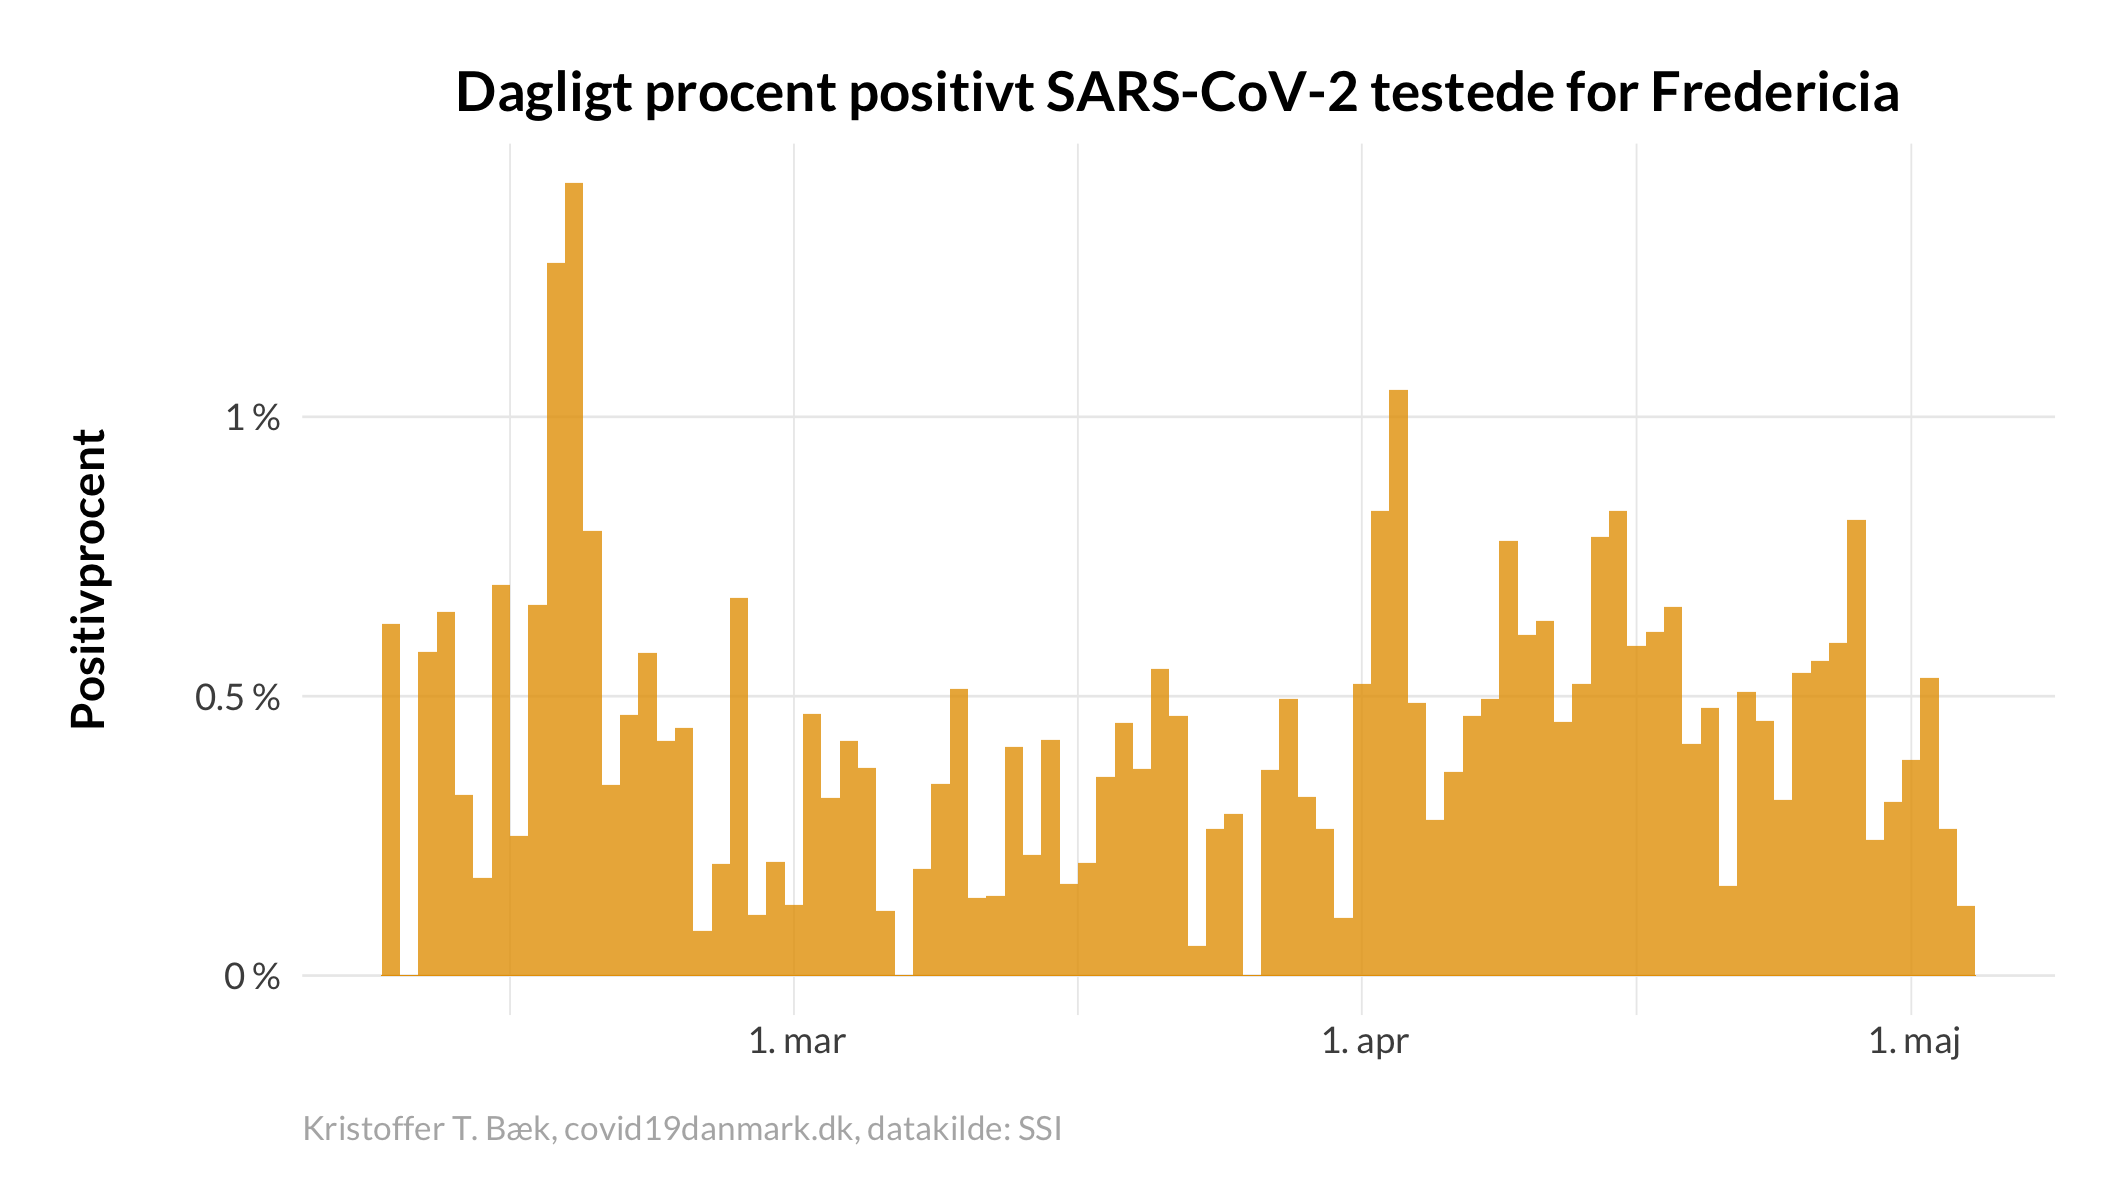 Dagligt procent positivt SARS-CoV-2 testede for Fredericia
Positivprocent
1 %
0.5 %
0 %
1. mar
1. apr
1. maj
Kristoffer T. Bæk, covid19danmark.dk, datakilde: SSI